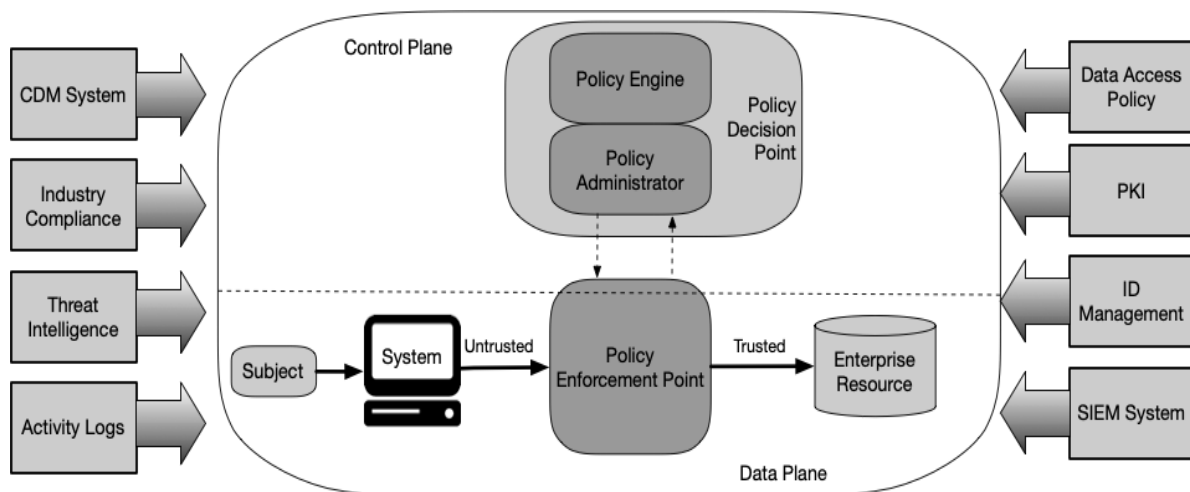 Control Plane
Policy Engine
Policy
Administrator
Policy
Decision
Point
CDM System
Industry
Compliance
Threat
Intelligence
Activity Logs
Data Access
Policy
PKI
ID
Management
SIEM System
Subject
System
Untrusted
Policy
Enforcement Point
Trusted
Enterprise
Resource
Data Plane